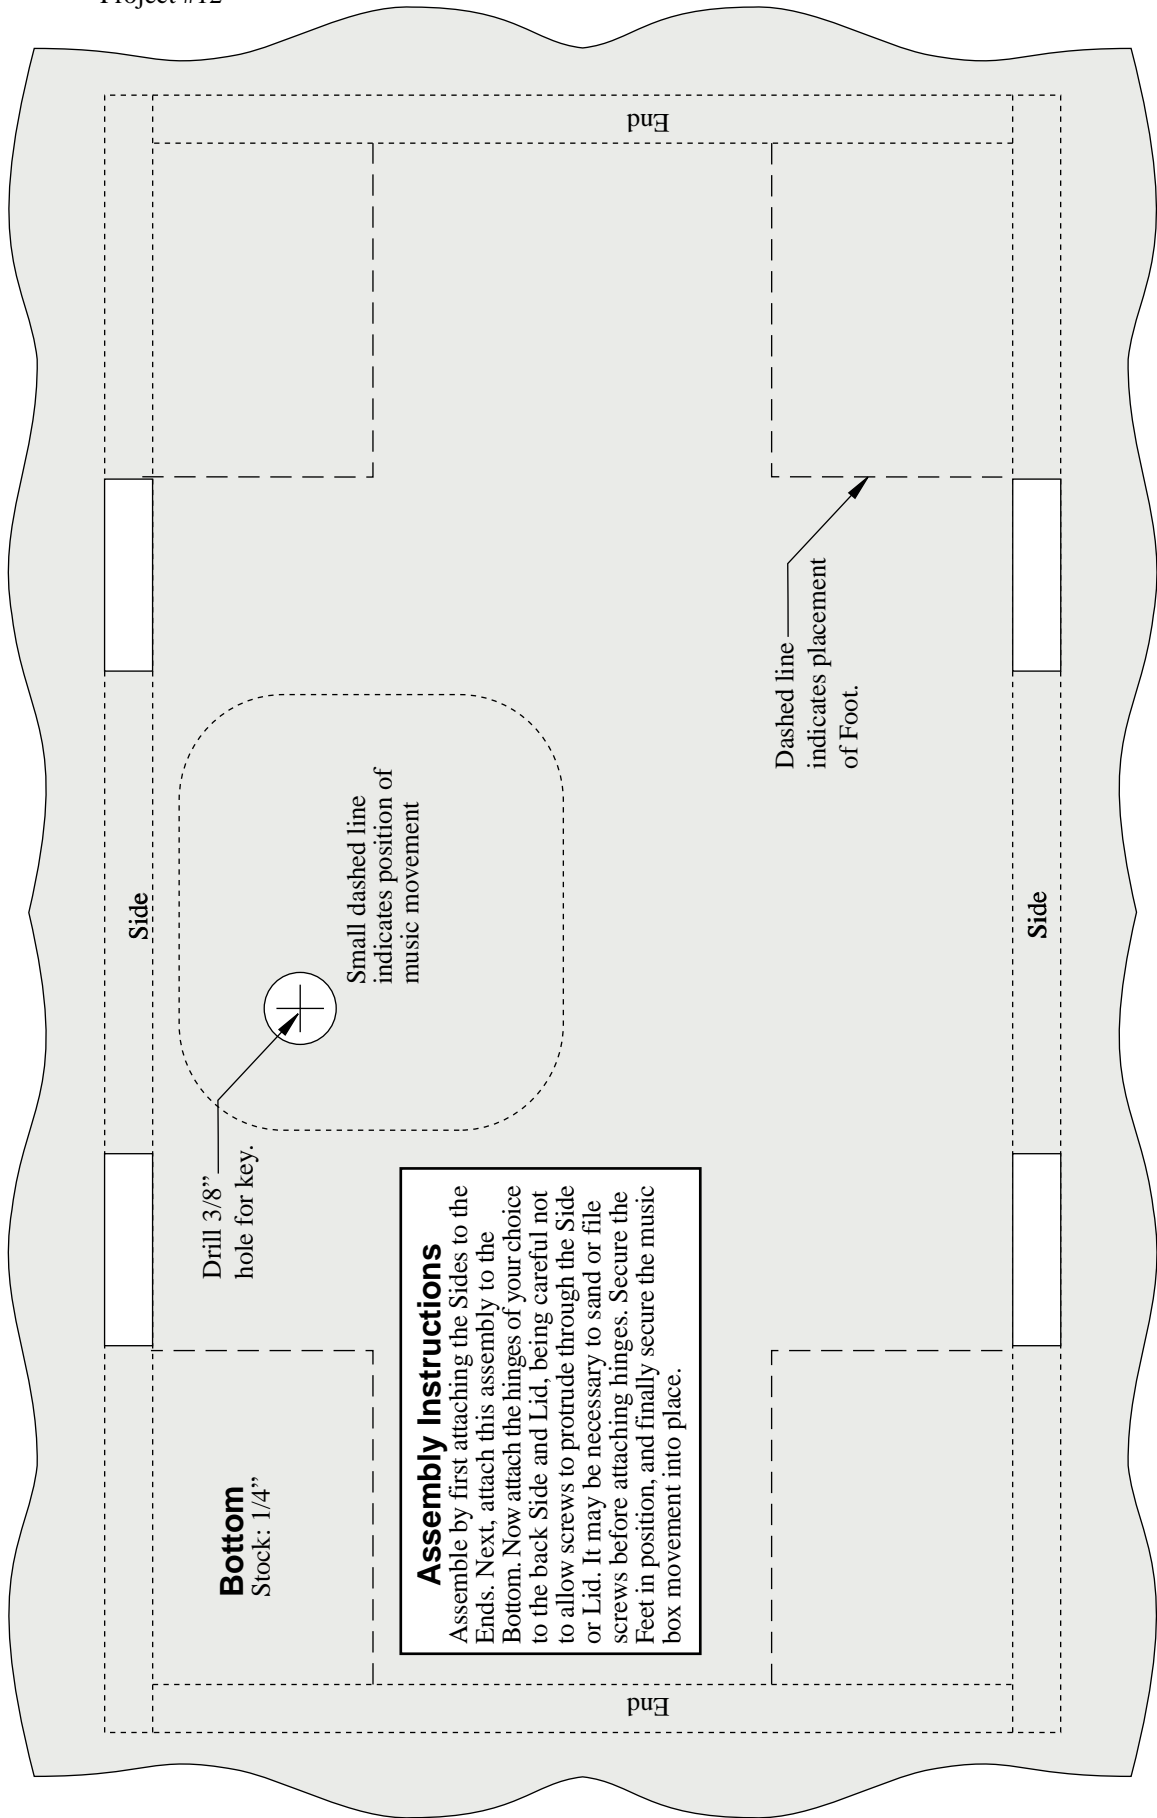 Project #12
End
Side
Small dashed line
indicates position of
music movement
Drill 3/8”
hole for key.
Dashed line
indicates placement
of Foot.
Side
Bottom
Stock: 1/4”
Assembly Instructions
Assemble by first attaching the Sides to the
Ends. Next, attach this assembly to the
Bottom. Now attach the hinges of your choice
to the back Side and Lid, being careful not
to allow screws to protrude through the Side
or Lid. It may be necessary to sand or file
screws before attaching hinges. Secure the
Feet in position, and finally secure the music
box movement into place.
End